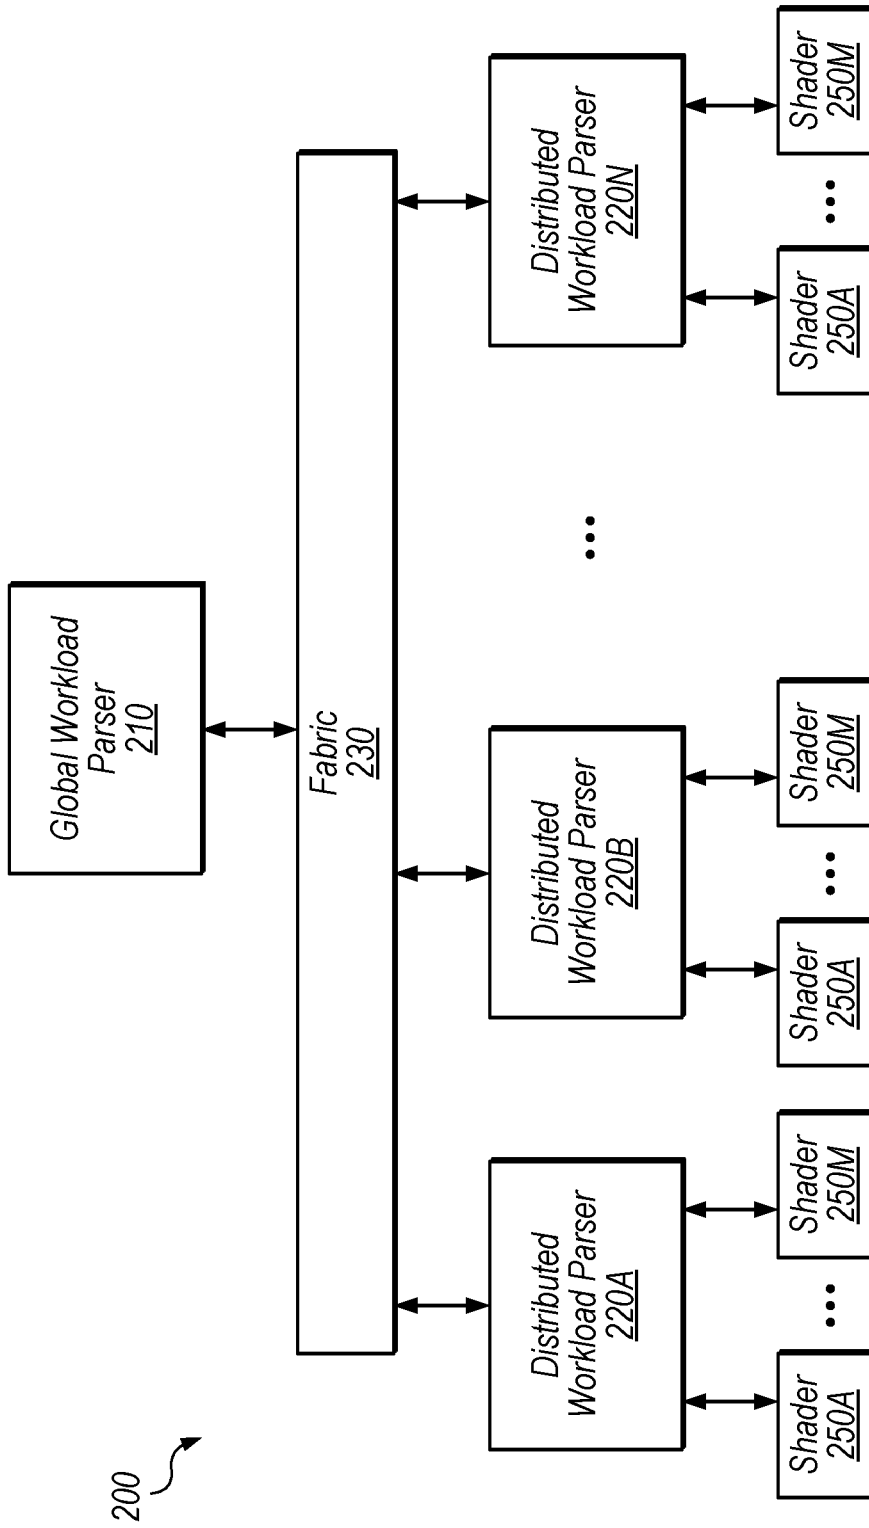 200
Global Workload
Parser
210
Fabric
230
Distributed
Workload Parser
220A
Distributed
Workload Parser
220B
...
Distributed
Workload Parser
220N
Shader
250A
...
Shader
250M
Shader
250A
...
Shader
250M
Shader
250A
...
Shader
250M